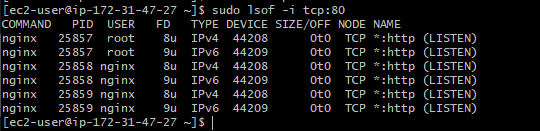 [ec2-user@ip-172-31-47-27 ~]$ sudo lsof -i tcp:80
COMMAND   PID  USER   FD   TYPE DEVICE SIZE/OFF NODE NAME
nginx   25857  root    8u  IPv4  44208      0t0  TCP *:http (LISTEN)
nginx   25857  root    9u  IPv6  44209      0t0  TCP *:http (LISTEN)
nginx   25858 nginx    8u  IPv4  44208      0t0  TCP *:http (LISTEN)
nginx   25858 nginx    9u  IPv6  44209      0t0  TCP *:http (LISTEN)
nginx   25859 nginx    8u  IPv4  44208      0t0  TCP *:http (LISTEN)
nginx   25859 nginx    9u  IPv6  44209      0t0  TCP *:http (LISTEN)
[ec2-user@ip-172-31-47-27 ~]$